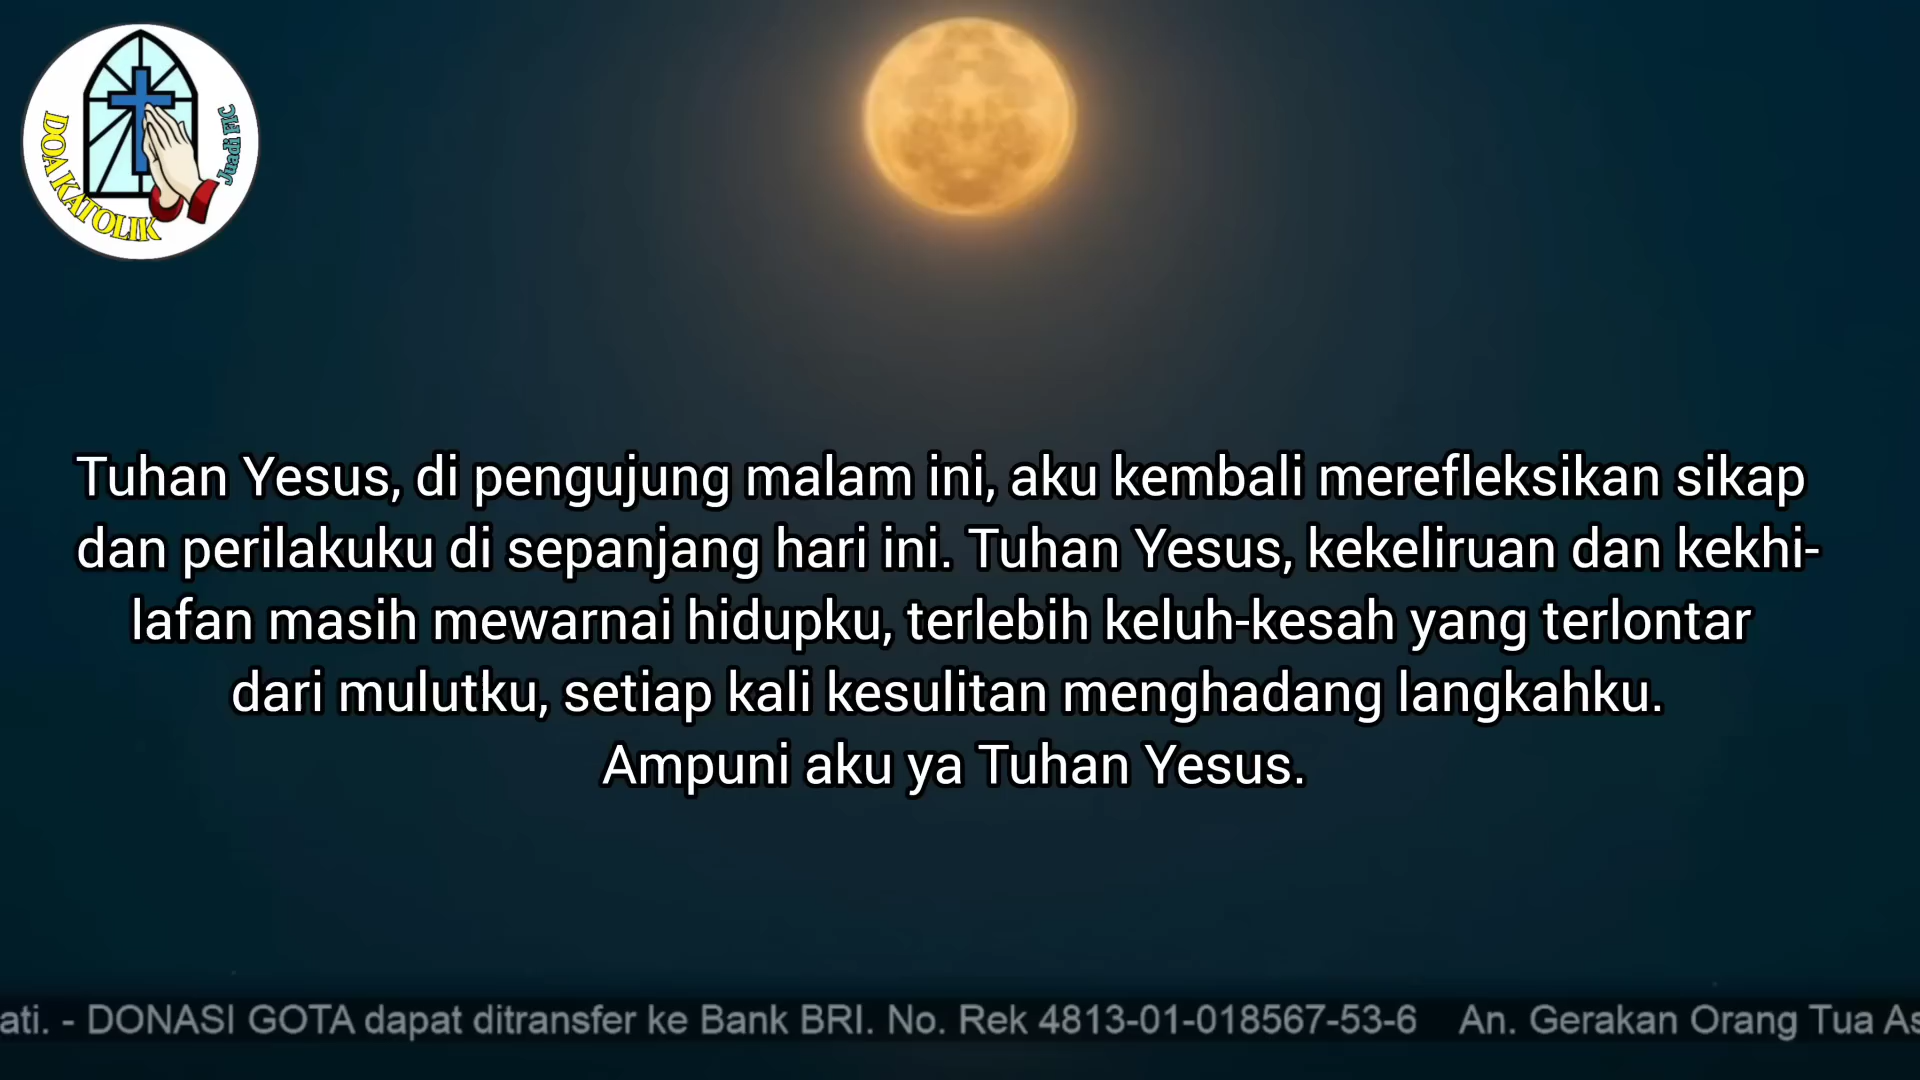 DOA KATOLIK
Juadi FIC
Tuhan Yesus, di pengujung malam ini, aku kembali merefleksikan sikap
dan perilakuku di sepanjang hari ini. Tuhan Yesus, kekeliruan dan kekhi-
lafan masih mewarnai hidupku, terlebih keluh-kesah yang terlontar
dari mulutku, setiap kali kesulitan menghadang langkahku.
Ampuni aku ya Tuhan Yesus.
ati. - DONASI GOTA dapat ditransfer ke Bank BRI. No. Rek 4813-01-018567-53-6 An. Gerakan Orang Tua As